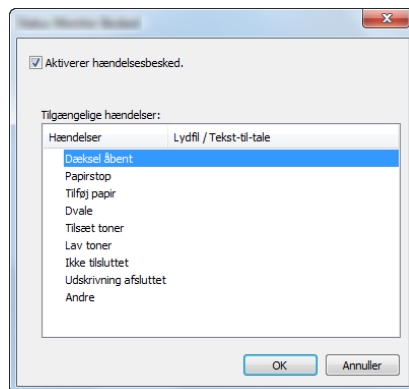 Aktiverer hændelsesbesked.
Tilgængelige hændelser:
Hændelser Lydfil / Tekst-til-tale
Dæksel åbent
Papirstop
Tilføj papir
Dvale
Tilsæt toner
Lav toner
Ikke tilsluttet
Udskrivning afsluttet
Andre
OK Annuller